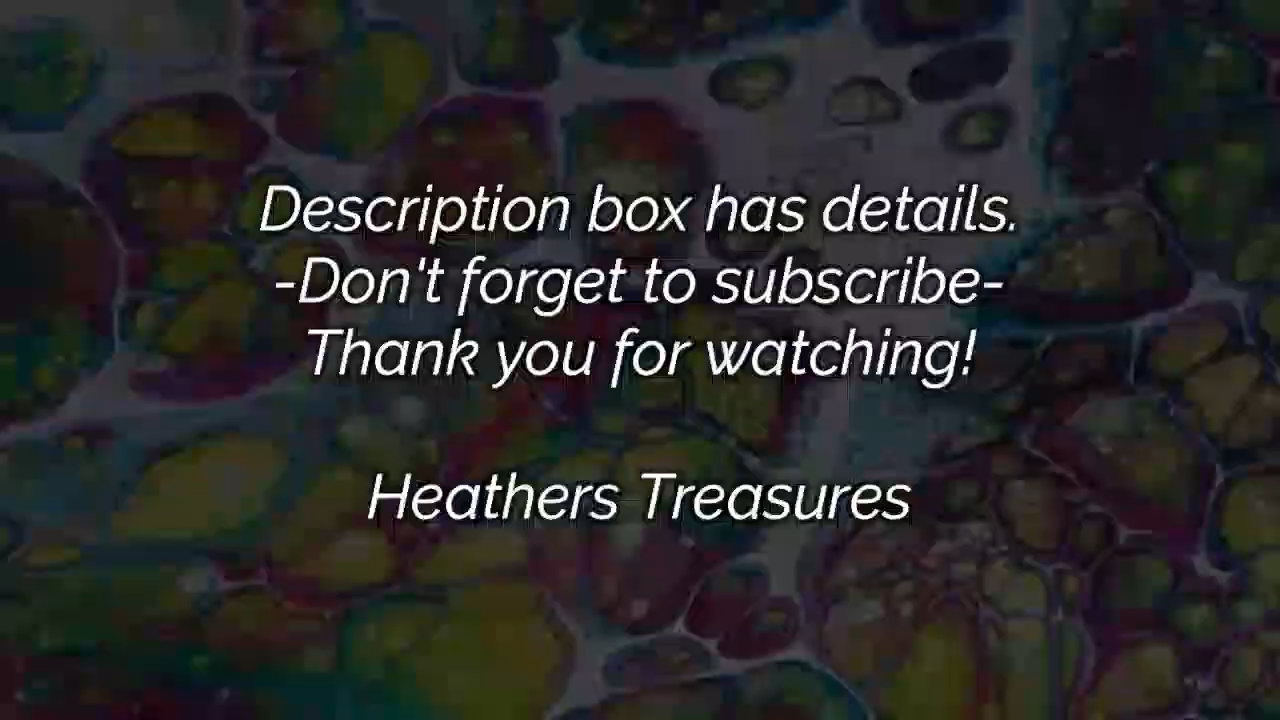 Description box has details.
-Don't forget to subscribe-
Thank you for watching!
Heathers Treasures